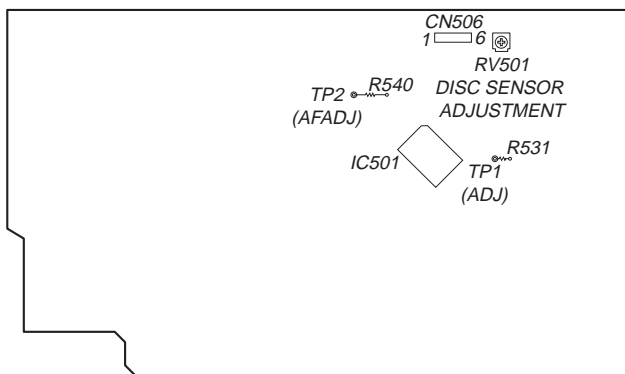 CN506
1 6
RV501
DISC SENSOR
ADJUSTMENT
R540
TP2
(AFADJ)
IC501
R531
TP1
(ADJ)